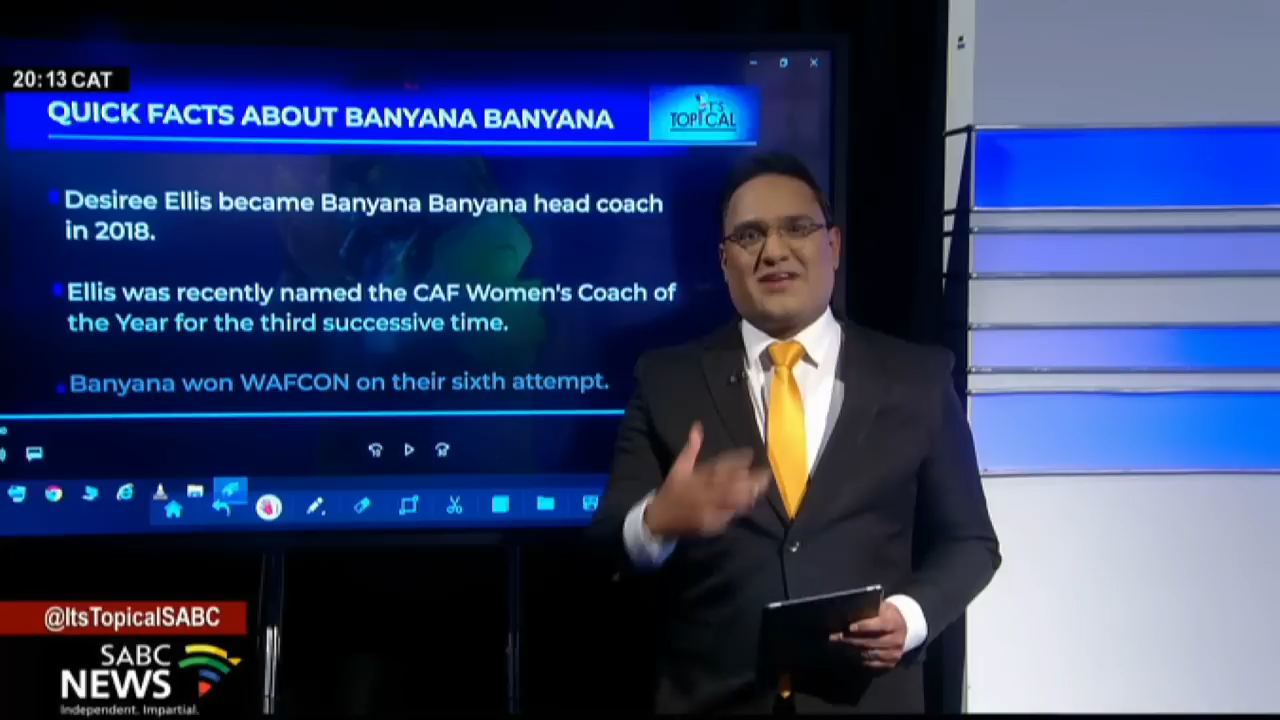 20:13 CAT
QUICK FACTS ABOUT BANYANA BANYANA
IT'S
TOPICAL
Desiree Ellis became Banyana Banyana head coach
in 2018.
Ellis was recently named the CAF Women's Coach of
the Year for the third successive time.
Banyana won WAFCON on their sixth attempt.
@ItsTopicalSABC
SABC
NEWS
Independent. Impartial.